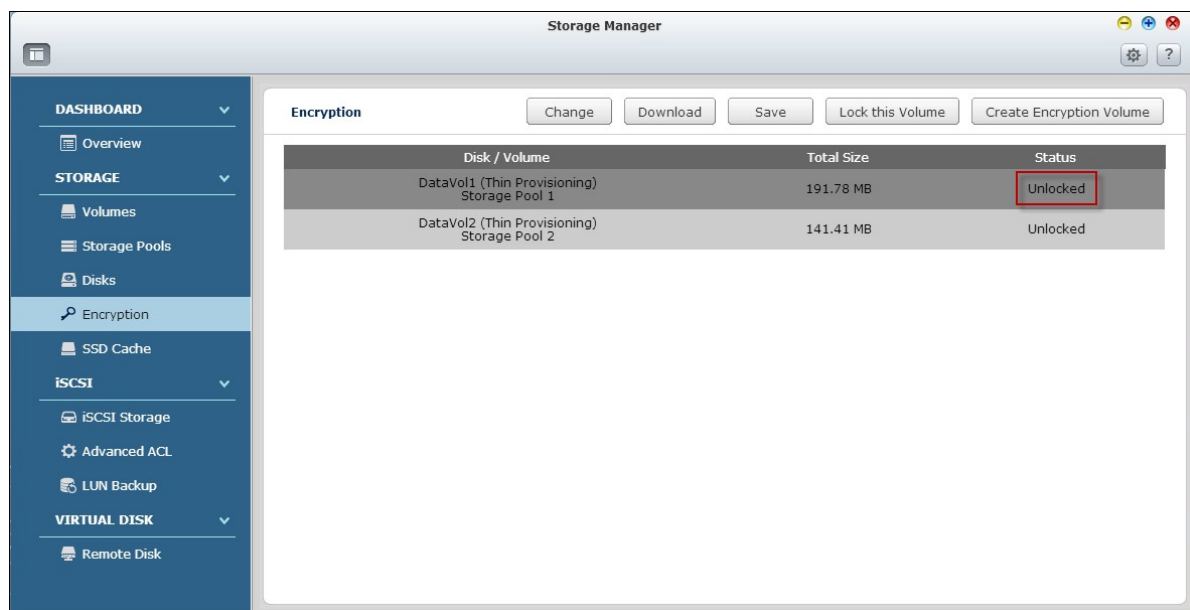 Storage Manager
?
DASHBOARD
Overview
STORAGE
Volumes
Storage Pools
Disks
Encryption
SSD Cache
iSCSI
iSCSI Storage
Advanced ACL
LUN Backup
VIRTUAL DISK
Remote Disk
Encryption Change Download Save Lock this Volume Create Encryption Volume
Disk / Volume Total Size Status
DataVol1 (Thin Provisioning)
Storage Pool 1 191.78 MB Unlocked
DataVol2 (Thin Provisioning)
Storage Pool 2 141.41 MB Unlocked